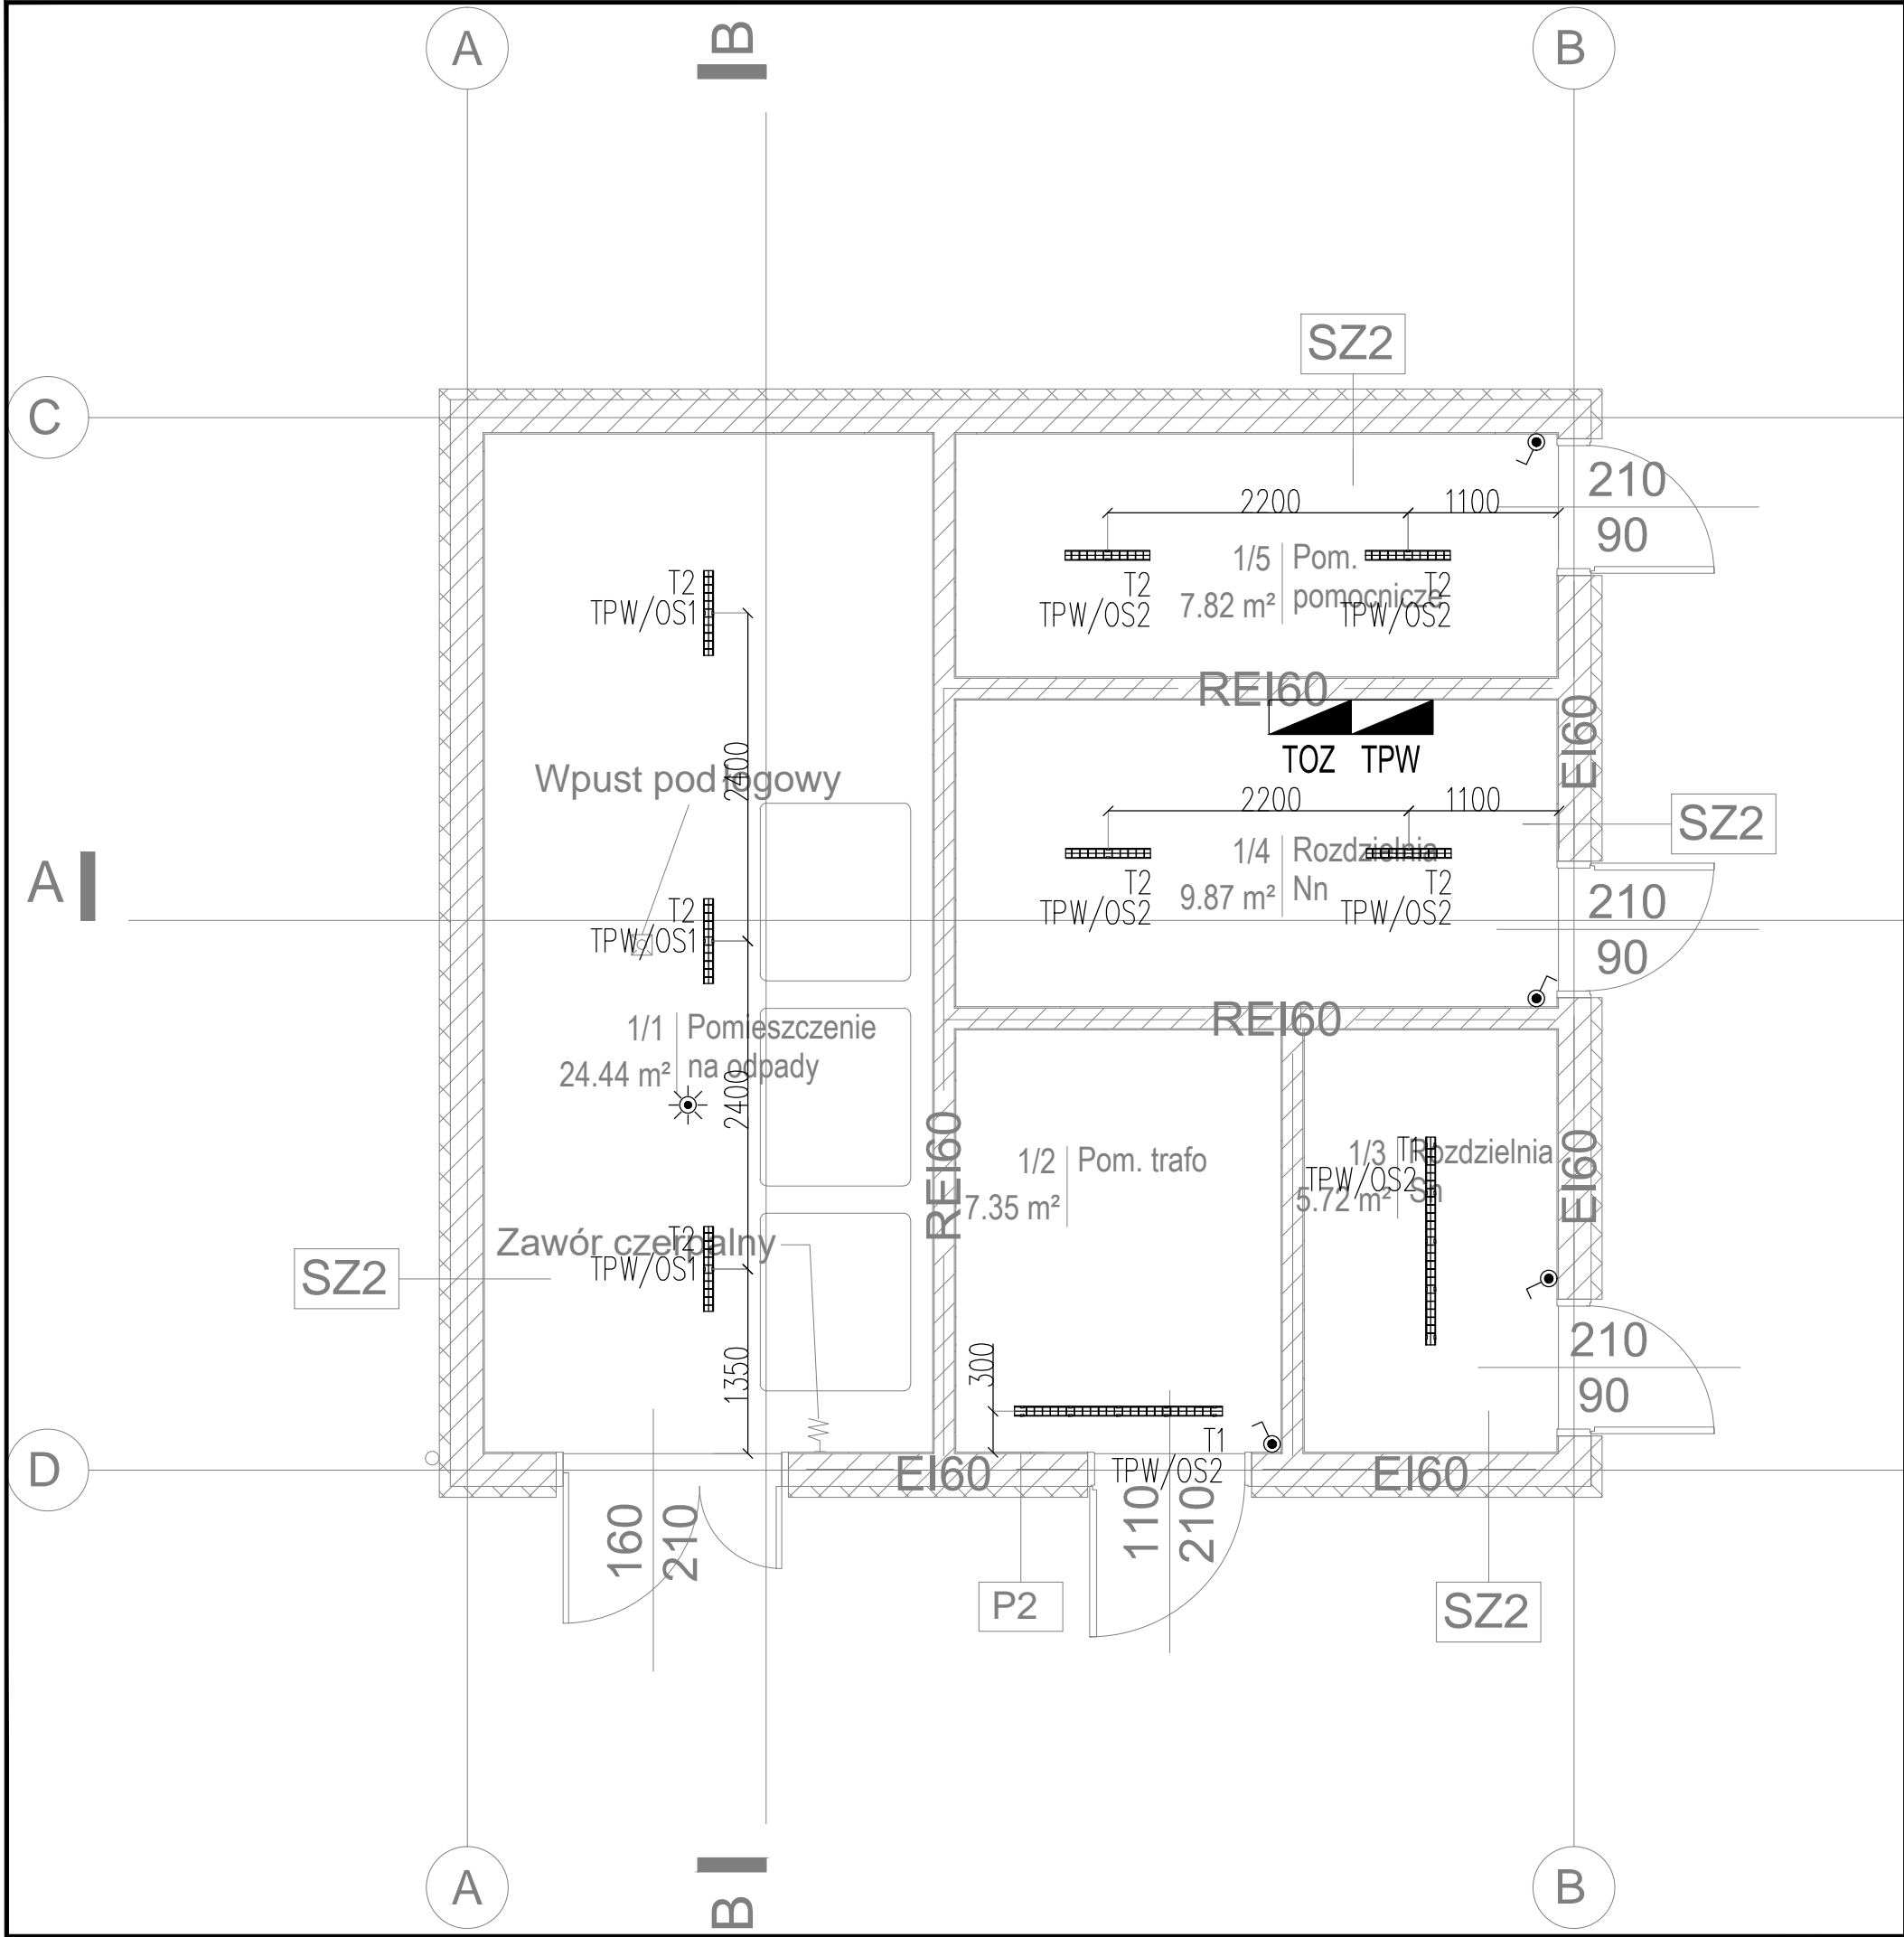 A
B
B
SZ2
C
210
90
2200
1100
1/5
Pom.
7.82 m²
pomocnicze
T2
TPW/OS2
T2
TPW/OS2
T2
TPW/OS1
REI60
EI60
TOZ
TPW
2400
Wpust podłogowy
2200
1100
SZ2
1/4
Rozdzielnia
9.87 m²
Nn
T2
TPW/OS2
T2
TPW/OS2
A
T2
TPW/OS1
210
90
REI60
1/1
Pomieszczenie
24.44 m²
na odpady
2400
REI60
1/2
Pom. trafo
7.35 m²
1/3
Rozdzielnia
5.72 m²
Sn
T1
TPW/OS2
EI60
Zawór czerpalny
T2
TPW/OS1
SZ2
1350
300
210
90
T1
TPW/OS2
D
EI60
EI60
160
210
110
210
P2
SZ2
A
B
B